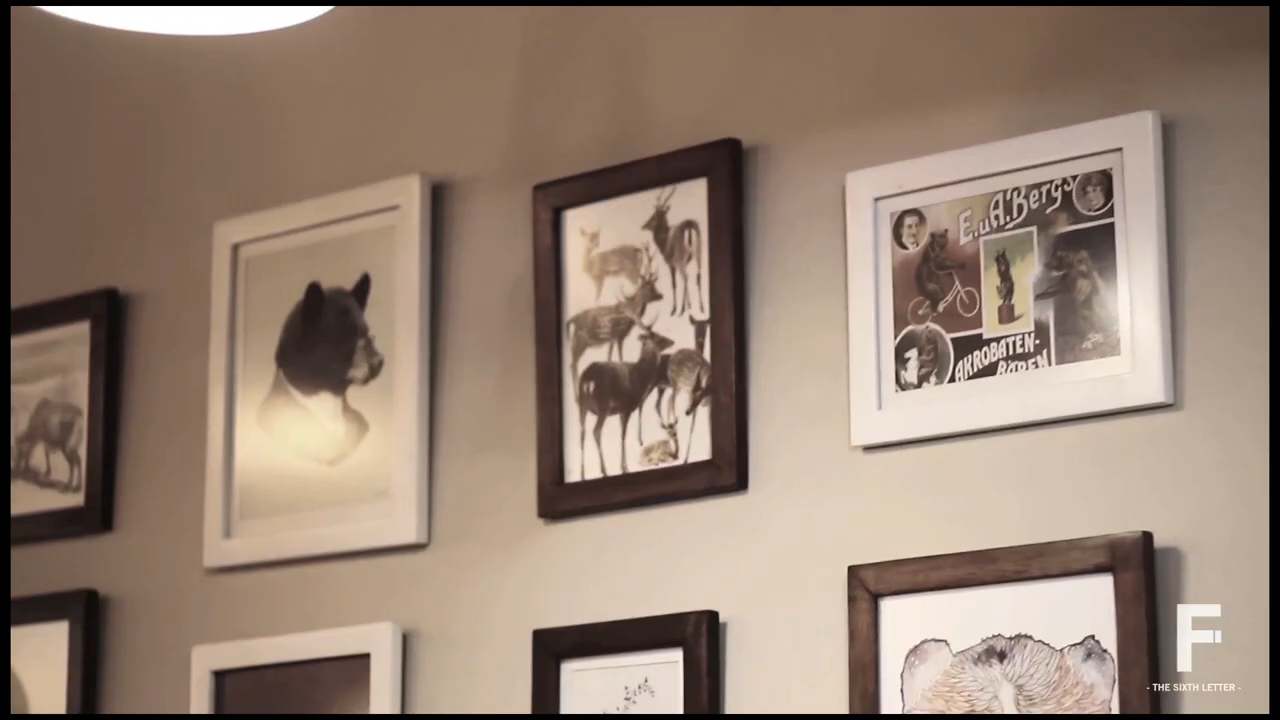 E.u.A.Bergs
AKROBATEN-
BÄREN
F
- THE SIXTH LETTER -